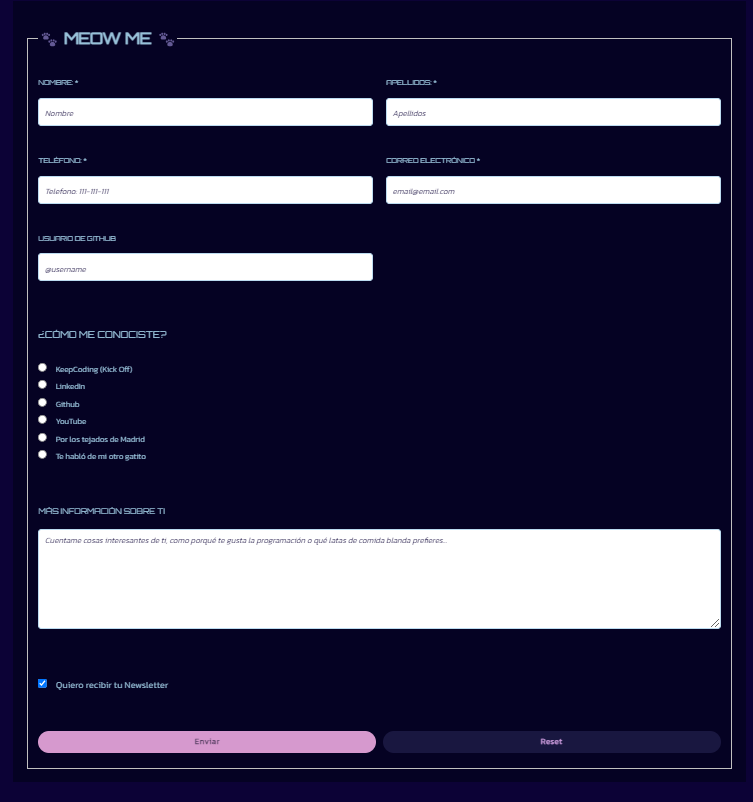 MEOW ME
NOMBRE: *
APELLIDOS: *
Nombre
Apellidos
TELÉFONO: *
CORREO ELECTRÓNICO *
Telefono: 111-111-111
email@email.com
USUARIO DE GITHUB
@username
¿CÓMO ME CONOCISTE?
KeepCoding (Kick Off)
LinkedIn
Github
YouTube
Por los tejados de Madrid
Te habló de mi otro gatito
MÁS INFORMACIÓN SOBRE TI
Cuentame cosas interesantes de ti, como porqué te gusta la programación o qué latas de comida blanda prefieres...
Quiero recibir tu Newsletter
Enviar
Reset